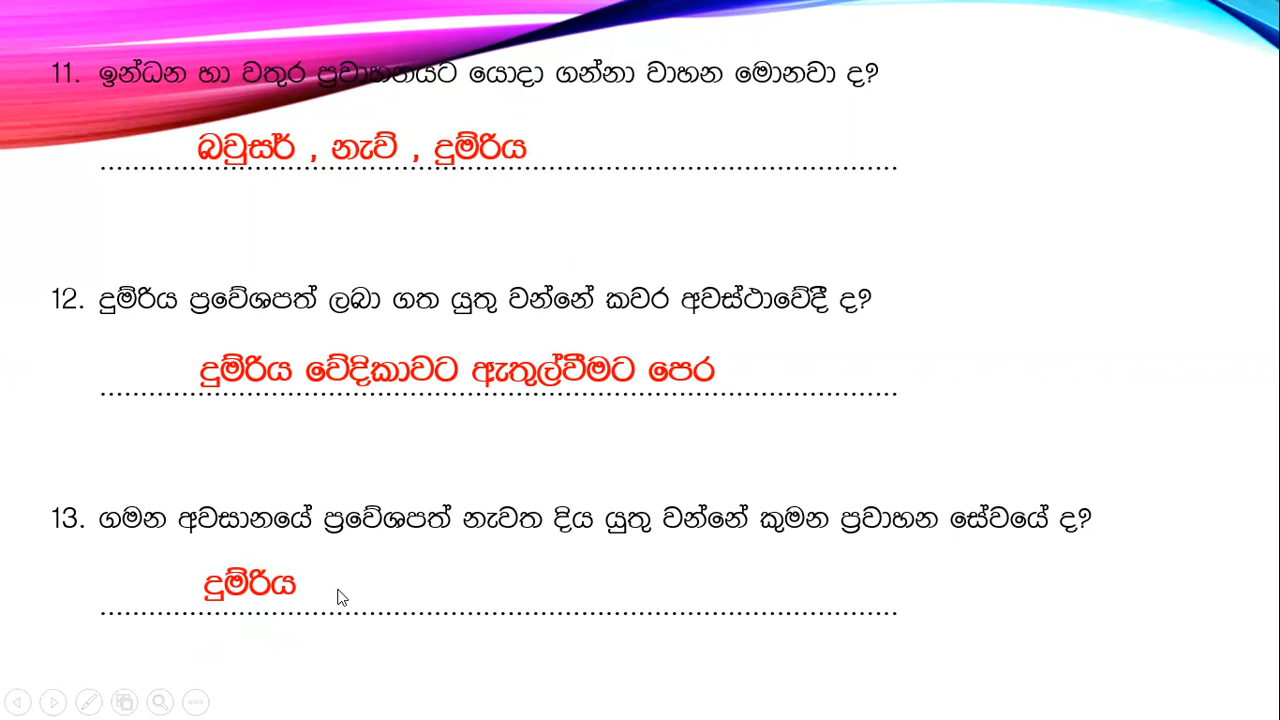 11. ඉන්ධන හා වතුර ප්‍රවාහනයට යොදා ගන්නා වාහන මොනවා ද?
බවුසර් , නැව් , දුම්රිය
..............................................................................................................
12. දුම්රිය ප්‍රවේශපත් ලබා ගත යුතු වන්නේ කවර අවස්ථාවේදී ද?
දුම්රිය වේදිකාවට ඇතුල්වීමට පෙර
..............................................................................................................
13. ගමන අවසානයේ ප්‍රවේශපත් නැවත දිය යුතු වන්නේ කුමන ප්‍රවාහන සේවයේ ද?
දුම්රිය
..............................................................................................................